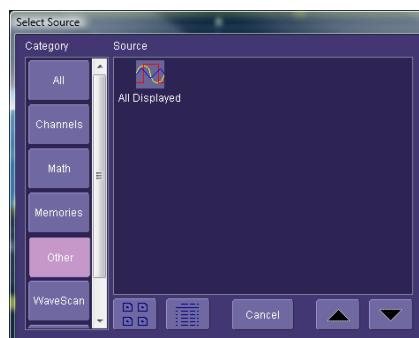 Select Source
Category
Source
All
Channels
Math
Memories
Other
WaveScan
All Displayed
Cancel